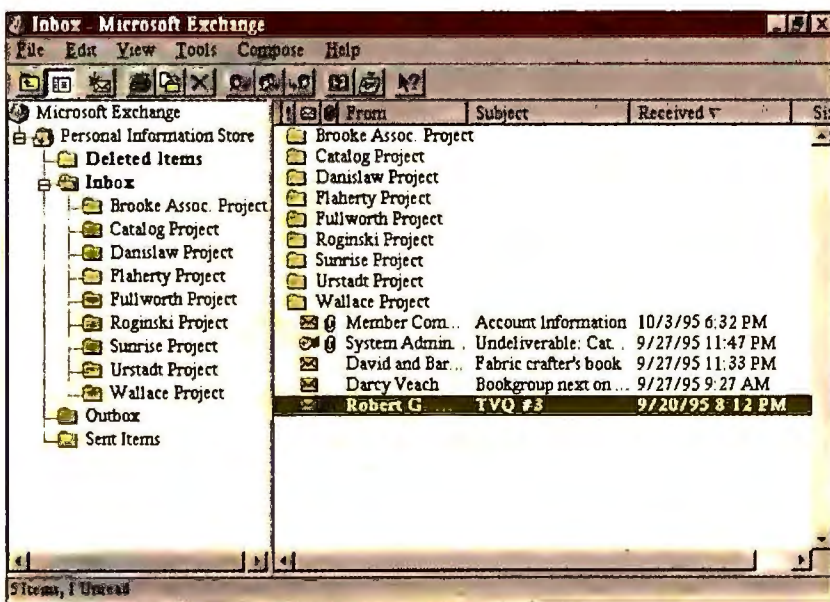 Inbox - Microsoft Exchange
File Edit View Tools Compose Help
Microsoft Exchange
Personal Information Store
Deleted Items
Inbox
Brooke Assoc. Project
Catalog Project
Danislaw Project
Flaherty Project
Fullworth Project
Roginski Project
Sunrise Project
Urstadt Project
Wallace Project
Outbox
Sent Items
From Subject Received Si
Brooke Assoc. Project
Catalog Project
Danislaw Project
Flaherty Project
Fullworth Project
Roginski Project
Sunrise Project
Urstadt Project
Wallace Project
Member Com... Account Information 10/3/95 6:32 PM
System Admin.. Undeliverable: Cat.. 9/27/95 11:47 PM
David and Bar... Fabric crafter's book 9/27/95 11:33 PM
Darcy Veach Bookgroup next on ... 9/27/95 9:27 AM
Robert G. ... TVQ #3 9/20/95 8:12 PM
5 Items, 1 Unread